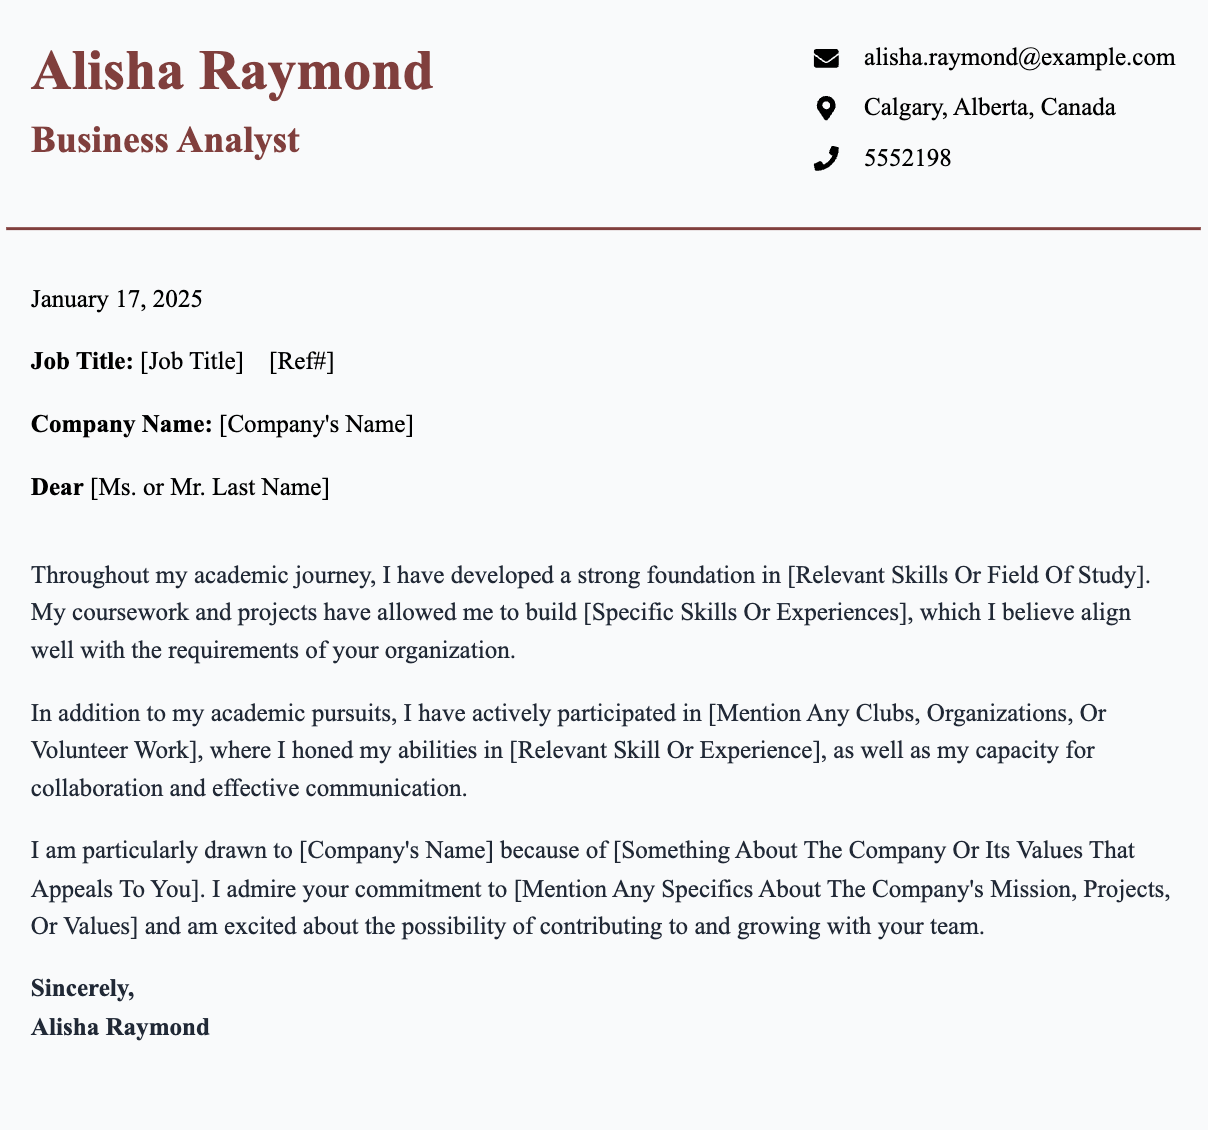 Alisha Raymond
Business Analyst
alisha.raymond@example.com
Calgary, Alberta, Canada
5552198
January 17, 2025
Job Title: [Job Title] [Ref#]
Company Name: [Company's Name]
Dear [Ms. or Mr. Last Name]
Throughout my academic journey, I have developed a strong foundation in [Relevant Skills Or Field Of Study].
My coursework and projects have allowed me to build [Specific Skills Or Experiences], which I believe align
well with the requirements of your organization.
In addition to my academic pursuits, I have actively participated in [Mention Any Clubs, Organizations, Or
Volunteer Work], where I honed my abilities in [Relevant Skill Or Experience], as well as my capacity for
collaboration and effective communication.
I am particularly drawn to [Company's Name] because of [Something About The Company Or Its Values That
Appeals To You]. I admire your commitment to [Mention Any Specifics About The Company's Mission, Projects,
Or Values] and am excited about the possibility of contributing to and growing with your team.
Sincerely,
Alisha Raymond